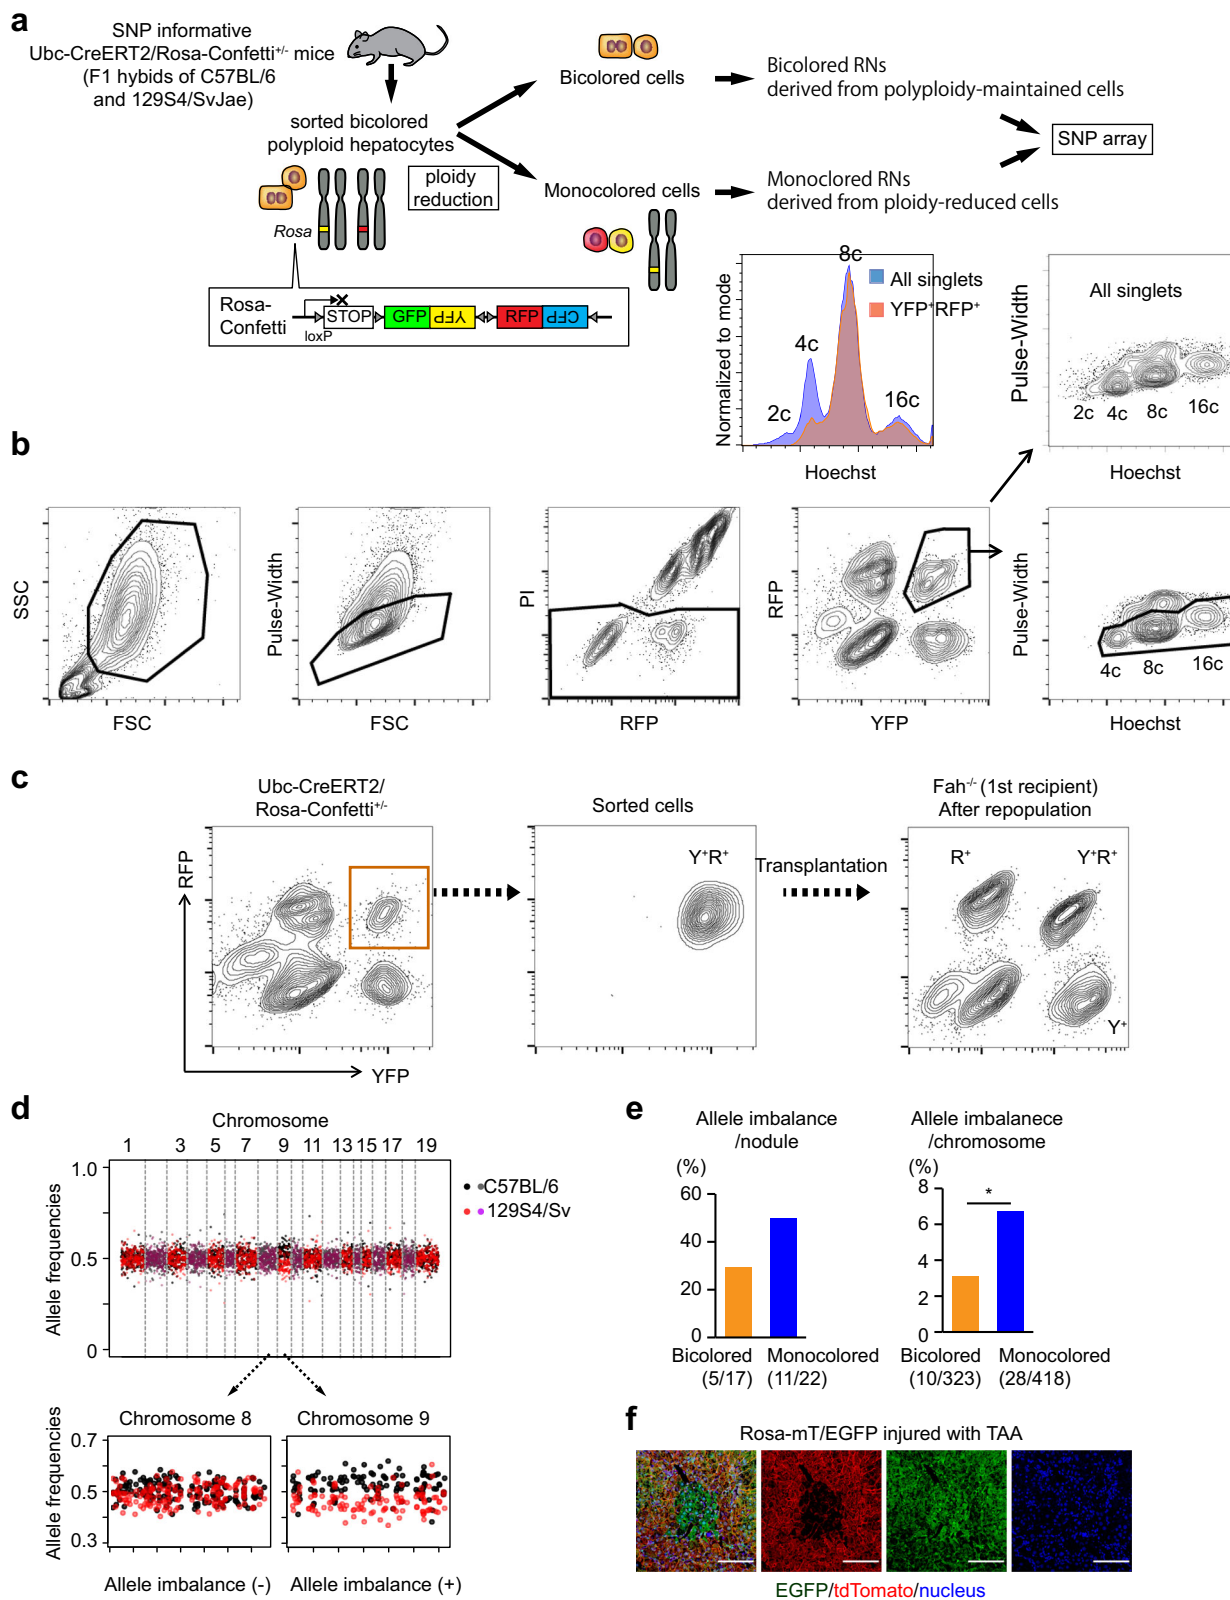 a
SNP informative
Ubc-CreERT2/Rosa-Confetti+/- mice
(F1 hybids of C57BL/6
and 129S4/SvJae)
sorted bicolored
polyploid hepatocytes
ploidy
reduction
Bicolored cells
Bicolored RNs
derived from polyploidy-maintained cells
SNP array
Monocolored cells
Monoclored RNs
derived from ploidy-reduced cells
Rosa
Rosa-
Confetti
loxP
STOP
GFP
YFP
RFP
CFP
b
Normalized to mode
2c
4c
8c
16c
All singlets
YFP+RFP+
Hoechst
Pulse-Width
All singlets
2c 4c 8c 16c
Hoechst
SSC
FSC
Pulse-Width
FSC
PI
RFP
RFP
YFP
Pulse-Width
4c 8c 16c
Hoechst
c
Ubc-CreERT2/
Rosa-Confetti+/-
RFP
YFP
Sorted cells
Y+R+
Transplantation
Fah-/- (1st recipient)
After repopulation
R+
Y+R+
Y+
d
Chromosome
1 3 5 7 9 11 13 15 17 19
Allele frequencies
1.0
0.5
0
C57BL/6
129S4/Sv
Chromosome 8
Chromosome 9
Allele frequencies
0.7
0.5
0.3
Allele imbalance (-)
Allele imbalance (+)
e
Allele imbalance
/nodule
(%)
60
40
20
0
Bicolored
(5/17)
Monocolored
(11/22)
Allele imbalanece
/chromosome
(%)
8
6
4
2
0
*
Bicolored
(10/323)
Monocolored
(28/418)
f
Rosa-mT/EGFP injured with TAA
EGFP/tdTomato/nucleus